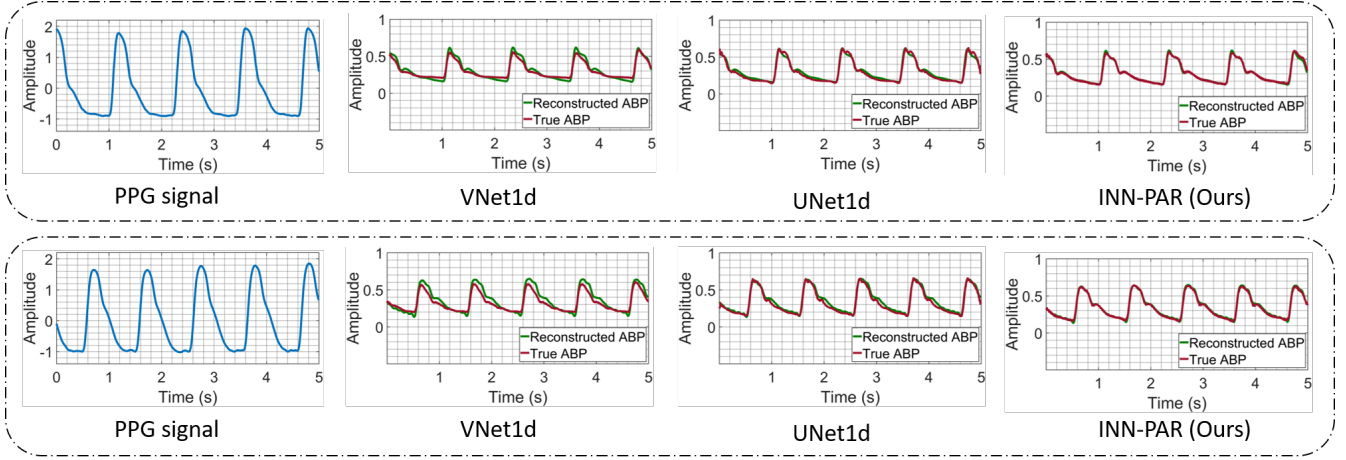 2
1
0
-1
Amplitude
0 1 2 3 4 5
Time (s)
PPG signal
1
0.5
0
Amplitude
Reconstructed ABP
True ABP
1 2 3 4 5
Time (s)
VNet1d
1
0.5
0
Amplitude
Reconstructed ABP
True ABP
1 2 3 4 5
Time (s)
UNet1d
1
0.5
0
Amplitude
Reconstructed ABP
True ABP
1 2 3 4 5
Time (s)
INN-PAR (Ours)
2
1
0
-1
Amplitude
0 1 2 3 4 5
Time (s)
PPG signal
1
0.5
0
Amplitude
Reconstructed ABP
True ABP
1 2 3 4 5
Time (s)
VNet1d
1
0.5
0
Amplitude
Reconstructed ABP
True ABP
1 2 3 4 5
Time (s)
UNet1d
1
0.5
0
Amplitude
Reconstructed ABP
True ABP
1 2 3 4 5
Time (s)
INN-PAR (Ours)